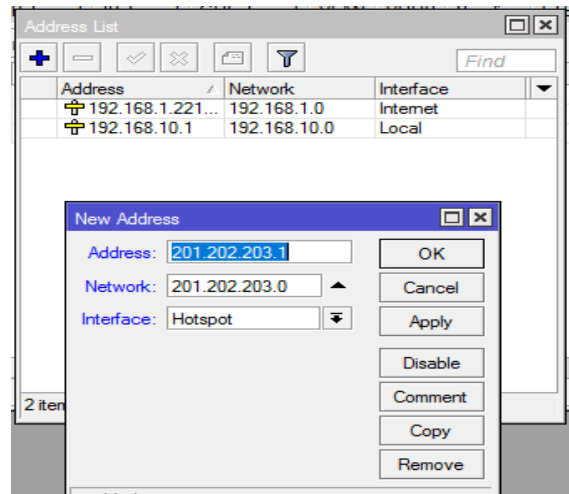 Address List
Find
Address Network Interface
192.168.1.221... 192.168.1.0 Internet
192.168.10.1 192.168.10.0 Local
New Address
Address: 201.202.203.1 OK
Network: 201.202.203.0 Cancel
Interface: Hotspot Apply
Disable
Comment
2 item
Copy
Remove